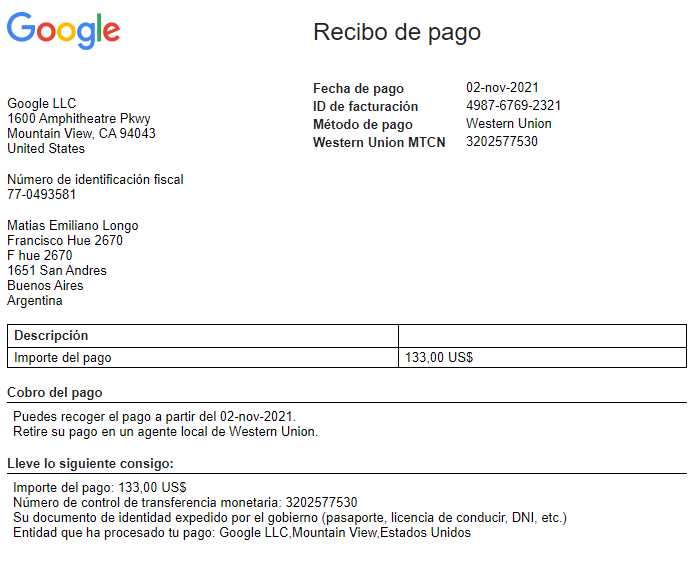 Google
Recibo de pago
Fecha de pago 02-nov-2021
ID de facturación 4987-6769-2321
Método de pago Western Union
Western Union MTCN 3202577530
Google LLC
1600 Amphitheatre Pkwy
Mountain View, CA 94043
United States
Número de identificación fiscal
77-0493581
Matias Emiliano Longo
Francisco Hue 2670
F hue 2670
1651 San Andres
Buenos Aires
Argentina
Descripción
Importe del pago 133,00 US$
Cobro del pago
Puedes recoger el pago a partir del 02-nov-2021.
Retire su pago en un agente local de Western Union.
Lleve lo siguiente consigo:
Importe del pago: 133,00 US$
Número de control de transferencia monetaria: 3202577530
Su documento de identidad expedido por el gobierno (pasaporte, licencia de conducir, DNI, etc.)
Entidad que ha procesado tu pago: Google LLC,Mountain View,Estados Unidos